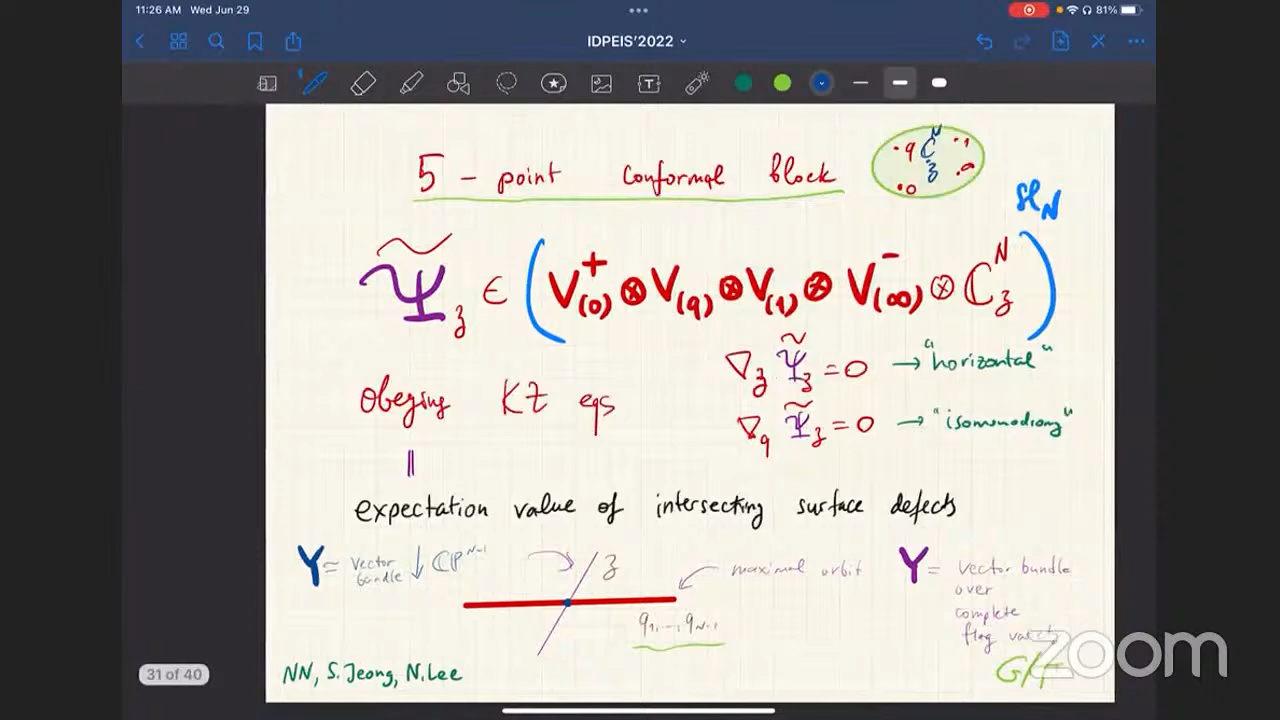 11:26 AM Wed Jun 29
81%
IDPEIS'2022
5 - point conformal block
• q ℂᴺ • 1
z • ∞
• 0
Ψ̃_z ∈ (V⁺_(0) ⊗ V_(q) ⊗ V_(1) ⊗ V⁻_(∞) ⊗ ℂᴺ_z)^{sl_N}
∇_z Ψ̃_z = 0 → "horizontal"
obeying KZ eqs
∇_q Ψ̃_z = 0 → "isomonodromy"
||
expectation value of intersecting surface defects
Y ≃ vector bundle ↓ ℂP^{N-1}
z
maximal orbit
q₁, ..., q_{N-1}
Y = vector bundle
over
complete
flag variety
G/T
NN, S. Jeong, N. Lee
31 of 40
zoom